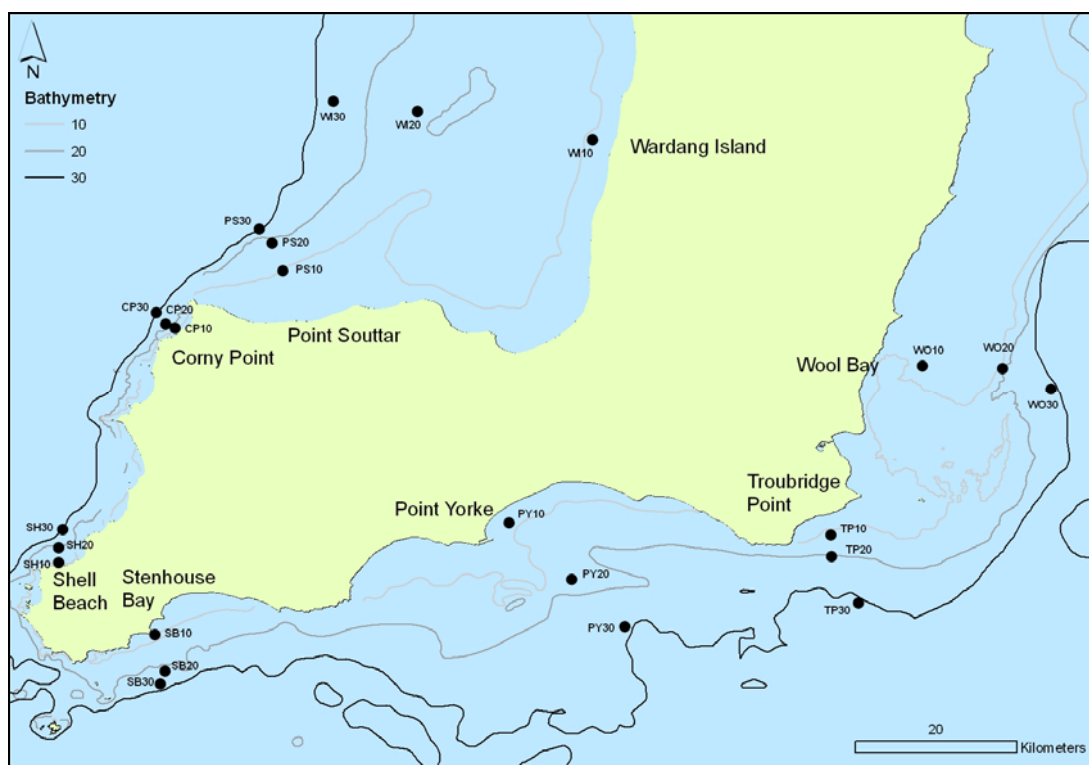 N
Bathymetry
10
20
30
WI30
WI20
WI10
Wardang Island
PS30
PS20
PS10
CP30
CP20
CP10
Point Souttar
Corny Point
Wool Bay
WO10
WO20
WO30
Troubridge
Point
Point Yorke
PY10
TP10
SH30
SH20
SH10
TP20
Shell
Beach
Stenhouse
Bay
PY20
TP30
SB10
PY30
SB20
SB30
20
Kilometers